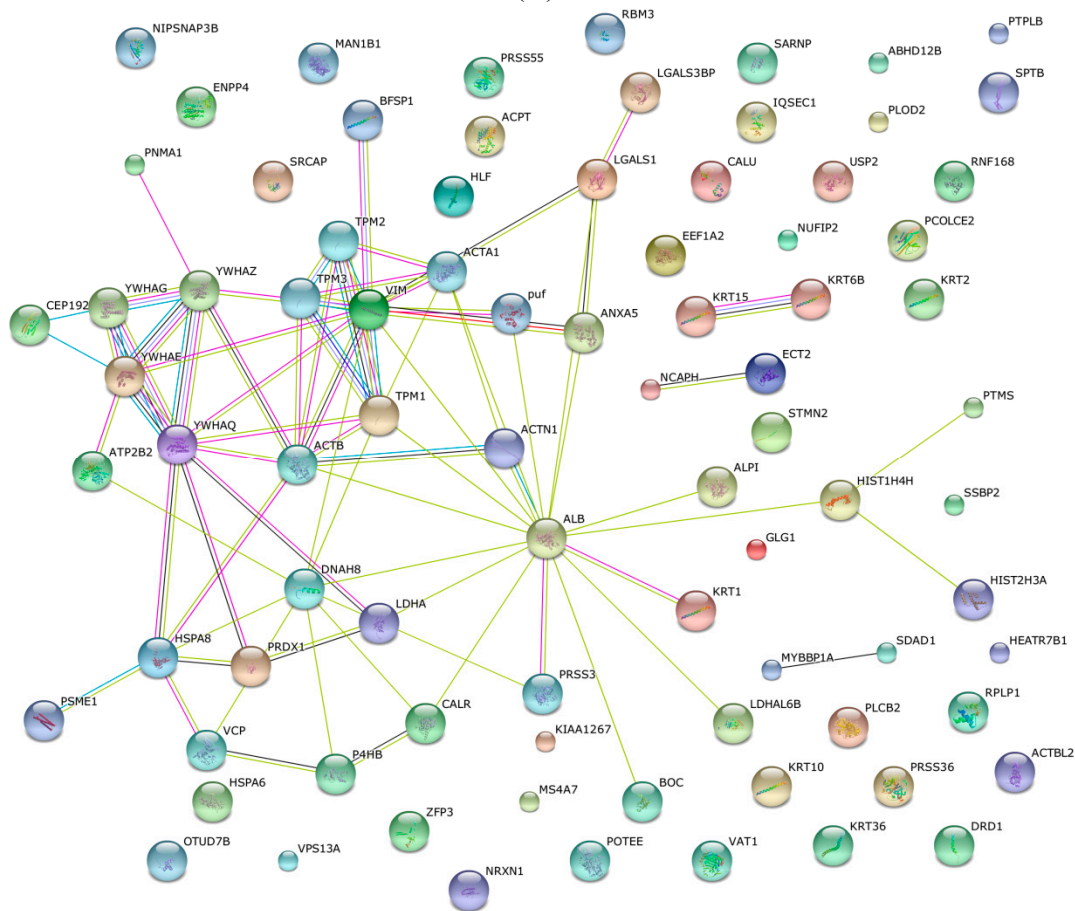 RBM3
PTPLB
NIPSNAP3B
MAN1B1
SARNP
ABHD12B
PRSS55
LGALS3BP
SPTB
ENPP4
BFSP1
IQSEC1
PLOD2
ACPT
PNMA1
SRCAP
LGALS1
CALU
USP2
RNF168
HLF
TPM2
PCOLCE2
NUFIP2
ACTA1
EEF1A2
YWHAZ
TPM3
VIM
YWHAG
CEP192
puf
ANXA5
KRT15
KRT6B
KRT2
YWHAE
ECT2
NCAPH
TPM1
PTMS
STMN2
YWHAQ
ACTN1
ATP2B2
ACTB
ALPI
HIST1H4H
SSBP2
ALB
GLG1
DNAH8
HIST2H3A
LDHA
KRT1
HSPA8
PRDX1
SDAD1
HEATR7B1
MYBBP1A
PRSS3
PSME1
CALR
LDHAL6B
RPLP1
VCP
KIAA1267
PLCB2
P4HB
ACTBL2
HSPA6
KRT10
PRSS36
MS4A7
BOC
ZFP3
OTUD7B
VPS13A
POTEE
VAT1
KRT36
DRD1
NRXN1